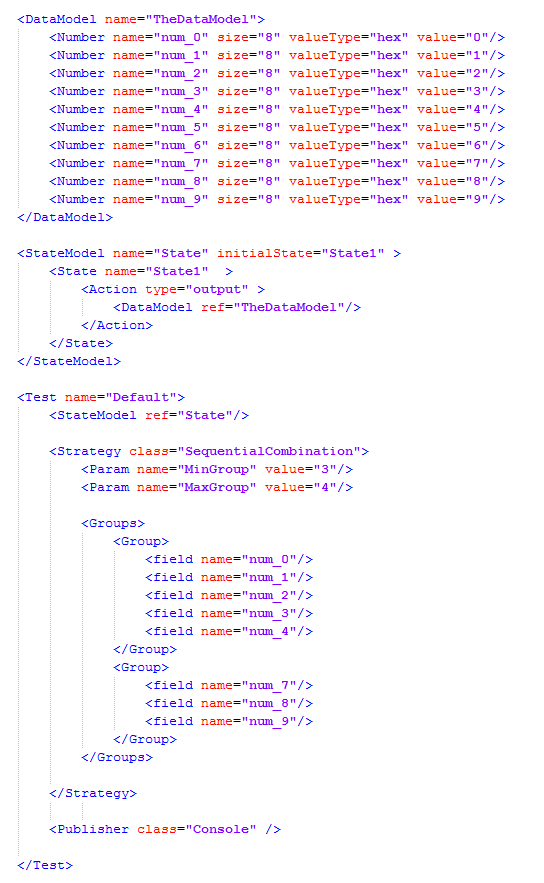 <DataModel name="TheDataModel">
    <Number name="num_0" size="8" valueType="hex" value="0"/>
    <Number name="num_1" size="8" valueType="hex" value="1"/>
    <Number name="num_2" size="8" valueType="hex" value="2"/>
    <Number name="num_3" size="8" valueType="hex" value="3"/>
    <Number name="num_4" size="8" valueType="hex" value="4"/>
    <Number name="num_5" size="8" valueType="hex" value="5"/>
    <Number name="num_6" size="8" valueType="hex" value="6"/>
    <Number name="num_7" size="8" valueType="hex" value="7"/>
    <Number name="num_8" size="8" valueType="hex" value="8"/>
    <Number name="num_9" size="8" valueType="hex" value="9"/>
</DataModel>

<StateModel name="State" initialState="State1" >
    <State name="State1"  >
        <Action type="output" >
            <DataModel ref="TheDataModel"/>
        </Action>
    </State>
</StateModel>

<Test name="Default">
    <StateModel ref="State"/>

    <Strategy class="SequentialCombination">
        <Param name="MinGroup" value="3"/>
        <Param name="MaxGroup" value="4"/>

        <Groups>
            <Group>
                <field name="num_0"/>
                <field name="num_1"/>
                <field name="num_2"/>
                <field name="num_3"/>
                <field name="num_4"/>
            </Group>
            <Group>
                <field name="num_7"/>
                <field name="num_8"/>
                <field name="num_9"/>
            </Group>
        </Groups>

    </Strategy>

    <Publisher class="Console" />

</Test>